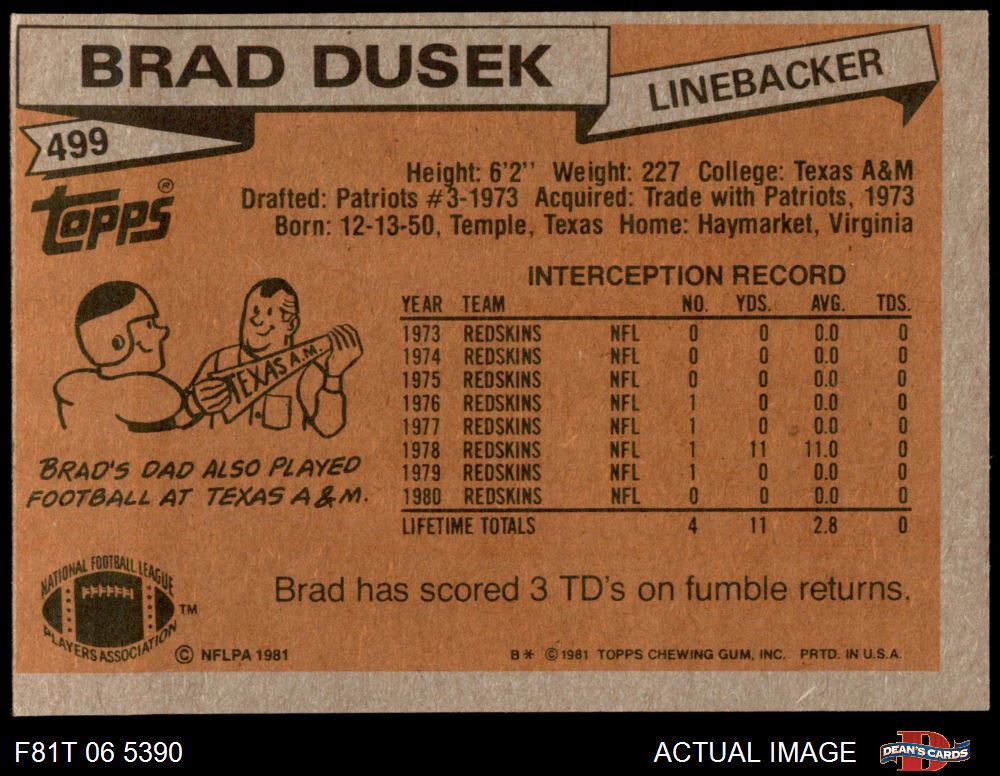 BRAD DUSEK
LINEBACKER
499
Topps®
Height: 6'2'' Weight: 227 College: Texas A&M
Drafted: Patriots #3-1973 Acquired: Trade with Patriots, 1973
Born: 12-13-50, Temple, Texas Home: Haymarket, Virginia
TEXAS A.M.
BRAD'S DAD ALSO PLAYED
FOOTBALL AT TEXAS A & M.
INTERCEPTION RECORD
YEAR TEAM NO. YDS. AVG. TDS.
1973 REDSKINS NFL 0 0 0.0 0
1974 REDSKINS NFL 0 0 0.0 0
1975 REDSKINS NFL 0 0 0.0 0
1976 REDSKINS NFL 1 0 0.0 0
1977 REDSKINS NFL 1 0 0.0 0
1978 REDSKINS NFL 1 11 11.0 0
1979 REDSKINS NFL 1 0 0.0 0
1980 REDSKINS NFL 0 0 0.0 0
LIFETIME TOTALS 4 11 2.8 0
Brad has scored 3 TD's on fumble returns.
NATIONAL FOOTBALL LEAGUE
PLAYERS ASSOCIATION
TM
© NFLPA 1981
B* © 1981 TOPPS CHEWING GUM, INC. PRTD. IN U.S.A.
F81T 06 5390
ACTUAL IMAGE
D
DEAN'S CARDS